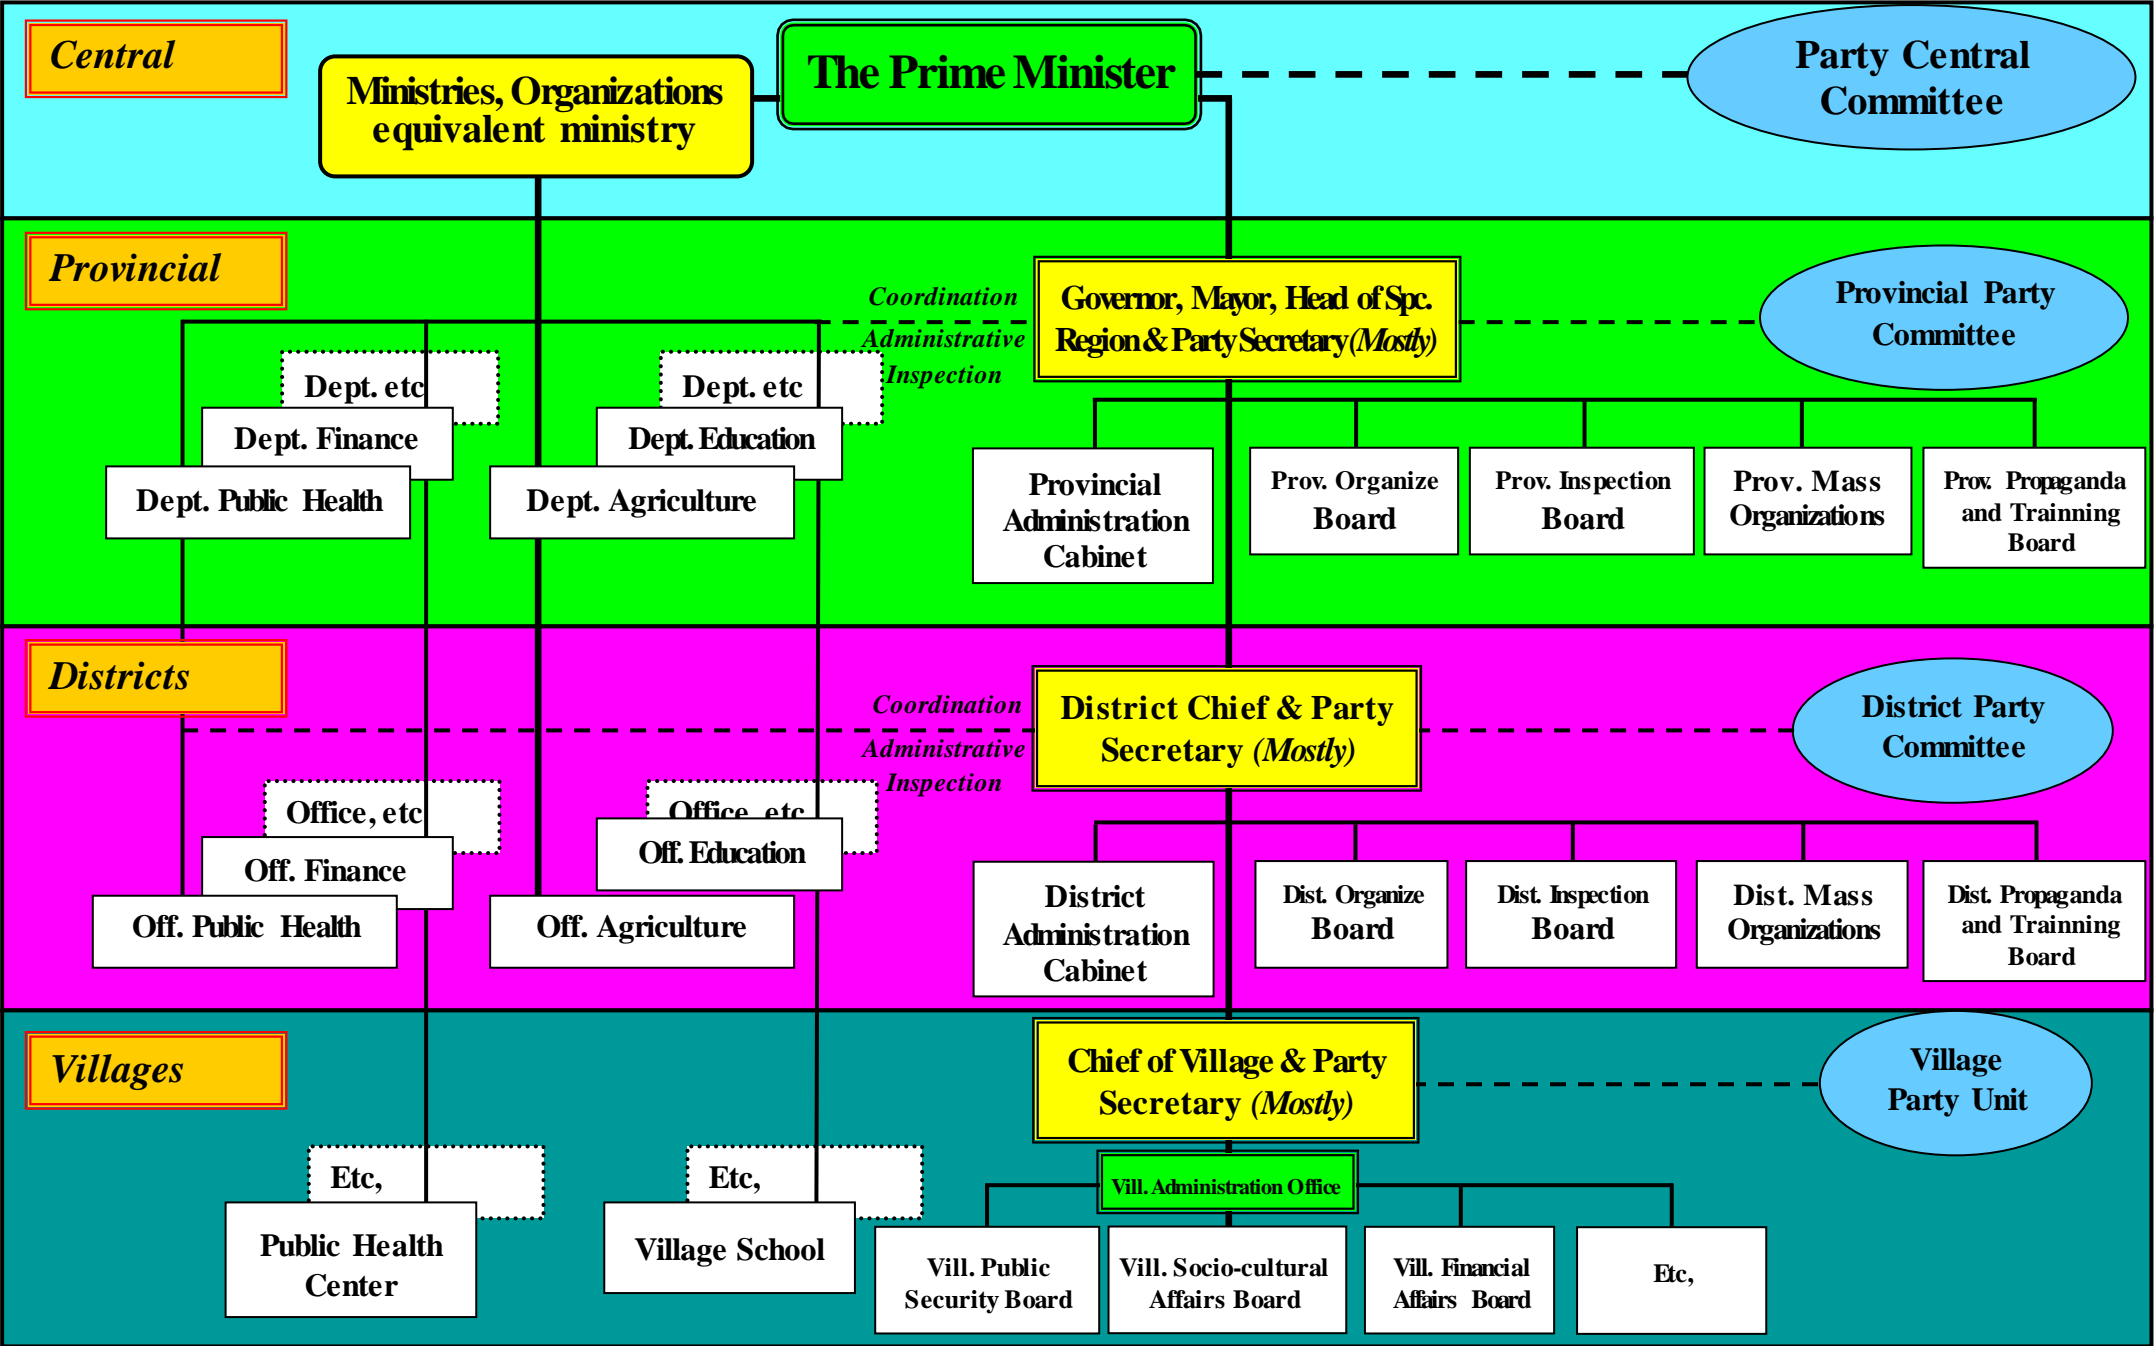 Central
Ministries, Organizations
equivalent ministry
The Prime Minister
Party Central
Committee
Provincial
Coordination
Administrative
Inspection
Governor, Mayor, Head of Spc.
Region & Party Secretary (Mostly)
Provincial Party
Committee
Dept. etc
Dept. Finance
Dept. Public Health
Dept. etc
Dept. Education
Dept. Agriculture
Provincial
Administration
Cabinet
Prov. Organize
Board
Prov. Inspection
Board
Prov. Mass
Organizations
Prov. Propaganda
and Trainning
Board
Districts
Coordination
Administrative
Inspection
District Chief & Party
Secretary (Mostly)
District Party
Committee
Office, etc
Off. Finance
Off. Public Health
Office, etc
Off. Education
Off. Agriculture
District
Administration
Cabinet
Dist. Organize
Board
Dist. Inspection
Board
Dist. Mass
Organizations
Dist. Propaganda
and Trainning
Board
Villages
Chief of Village & Party
Secretary (Mostly)
Village
Party Unit
Etc,
Public Health
Center
Etc,
Village School
Vill. Administration Office
Vill. Public
Security Board
Vill. Socio-cultural
Affairs Board
Vill. Financial
Affairs Board
Etc,